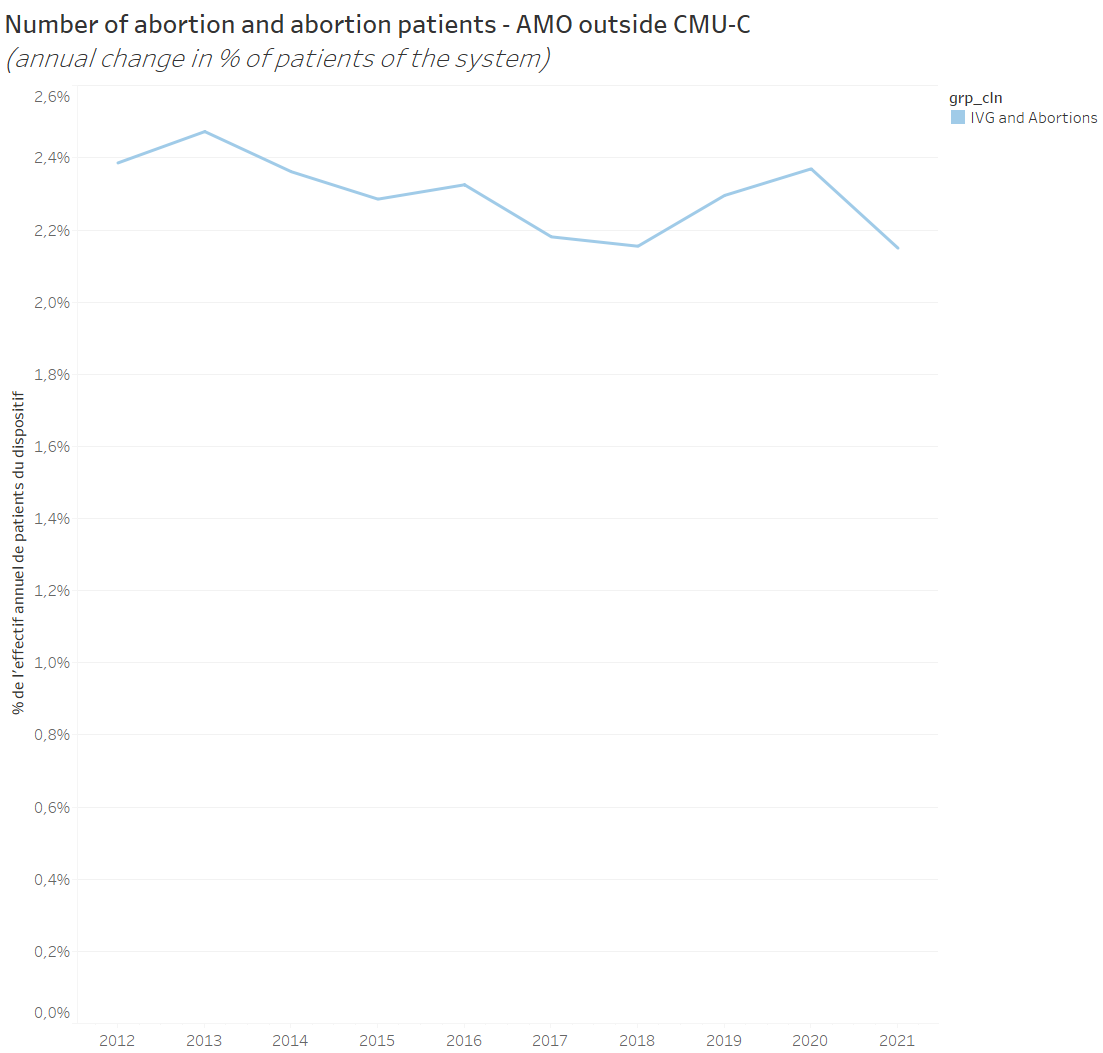 Number of abortion and abortion patients - AMO outside CMU-C
(annual change in % of patients of the system)
grp_cln
IVG and Abortions
% de l'effectif annuel de patients du dispositif
2,6%
2,4%
2,2%
2,0%
1,8%
1,6%
1,4%
1,2%
1,0%
0,8%
0,6%
0,4%
0,2%
0,0%
2012 2013 2014 2015 2016 2017 2018 2019 2020 2021